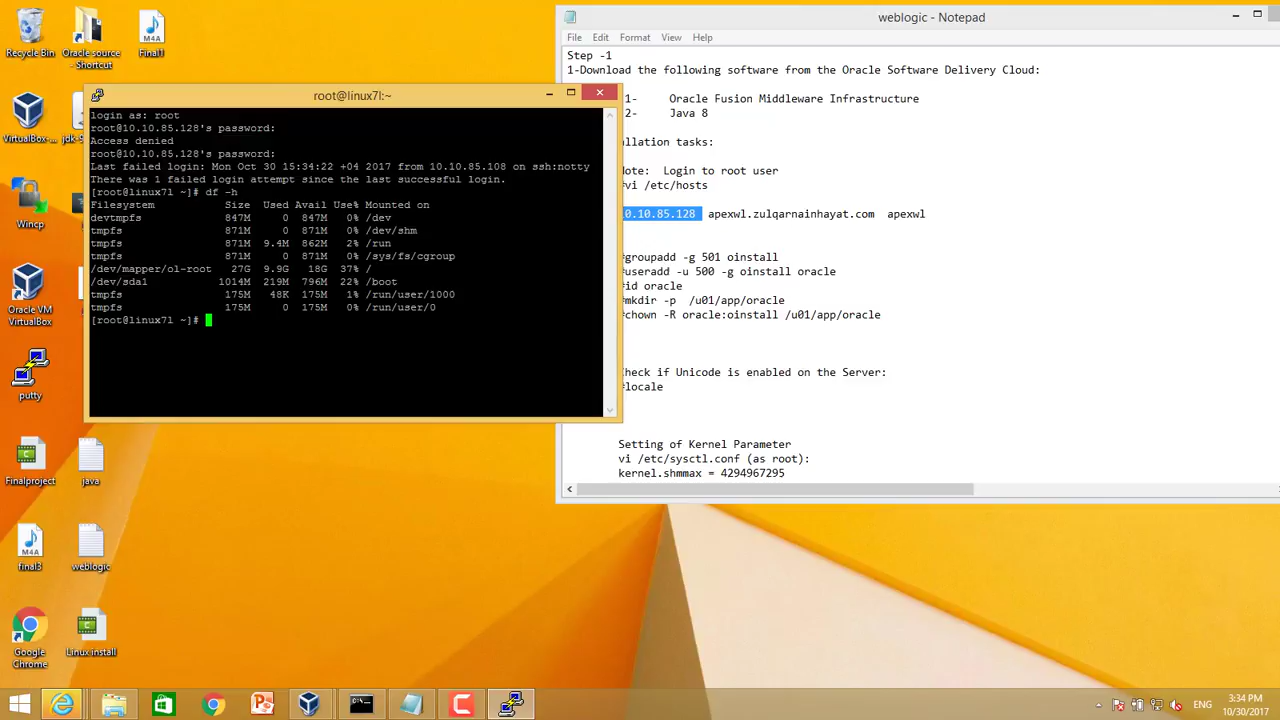 Recycle Bin
Oracle source - Shortcut
Final1
VirtualBox-...
jdk-
Wincp
Oracle VM VirtualBox
putty
Finalproject
java
final3
weblogic
Google Chrome
Linux install
root@linux7l:~
login as: root
root@10.10.85.128's password:
Access denied
root@10.10.85.128's password:
Last failed login: Mon Oct 30 15:34:22 +04 2017 from 10.10.85.108 on ssh:notty
There was 1 failed login attempt since the last successful login.
[root@linux7l ~]# df -h
Filesystem Size Used Avail Use% Mounted on
devtmpfs 847M 0 847M 0% /dev
tmpfs 871M 0 871M 0% /dev/shm
tmpfs 871M 9.4M 862M 2% /run
tmpfs 871M 0 871M 0% /sys/fs/cgroup
/dev/mapper/ol-root 27G 9.9G 18G 37% /
/dev/sda1 1014M 219M 796M 22% /boot
tmpfs 175M 48K 175M 1% /run/user/1000
tmpfs 175M 0 175M 0% /run/user/0
[root@linux7l ~]#
weblogic - Notepad
File Edit Format View Help
Step -1
1-Download the following software from the Oracle Software Delivery Cloud:
1- Oracle Fusion Middleware Infrastructure
2- Java 8
allation tasks:
Note: Login to root user
#vi /etc/hosts
10.10.85.128 apexwl.zulqarnainhayat.com apexwl
#groupadd -g 501 oinstall
#useradd -u 500 -g oinstall oracle
#id oracle
#mkdir -p /u01/app/oracle
#chown -R oracle:oinstall /u01/app/oracle
Check if Unicode is enabled on the Server:
#locale
Setting of Kernel Parameter
vi /etc/sysctl.conf (as root):
kernel.shmmax = 4294967295
ENG
3:34 PM
10/30/2017